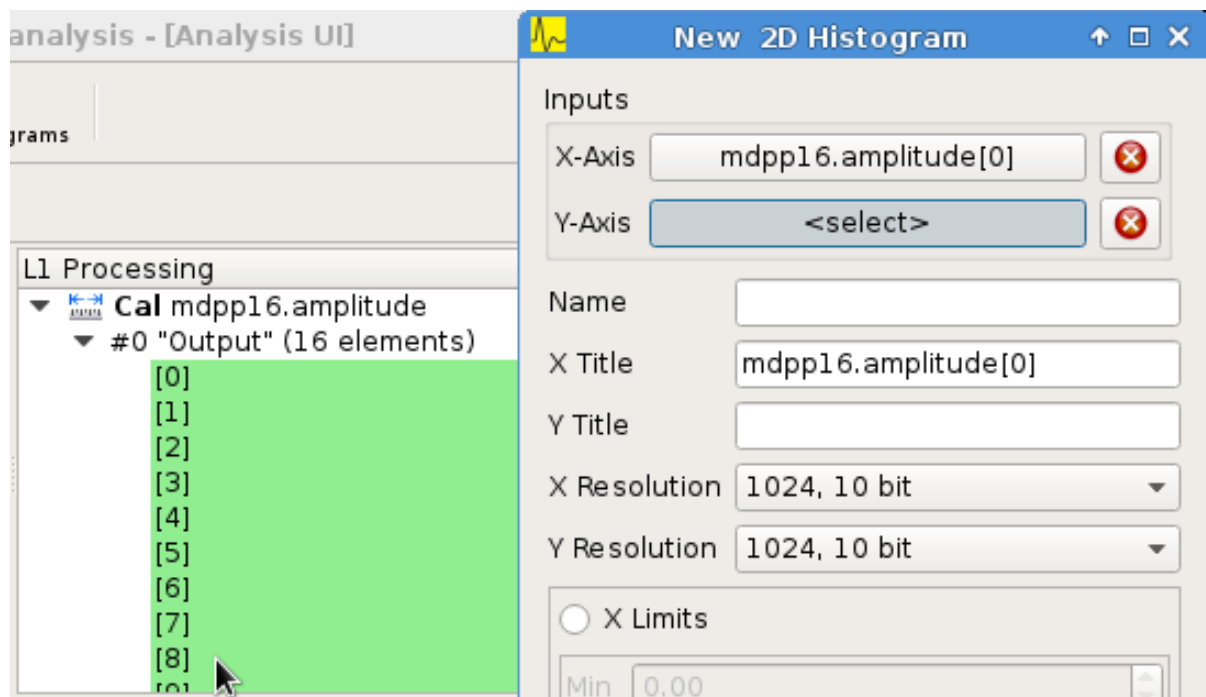 analysis - [Analysis UI]
grams
L1 Processing
Cal mdpp16.amplitude
#0 "Output" (16 elements)
[0]
[1]
[2]
[3]
[4]
[5]
[6]
[7]
[8]
[9]
New 2D Histogram
Inputs
X-Axis mdpp16.amplitude[0]
Y-Axis <select>
Name
X Title mdpp16.amplitude[0]
Y Title
X Resolution 1024, 10 bit
Y Resolution 1024, 10 bit
X Limits
Min 0.00